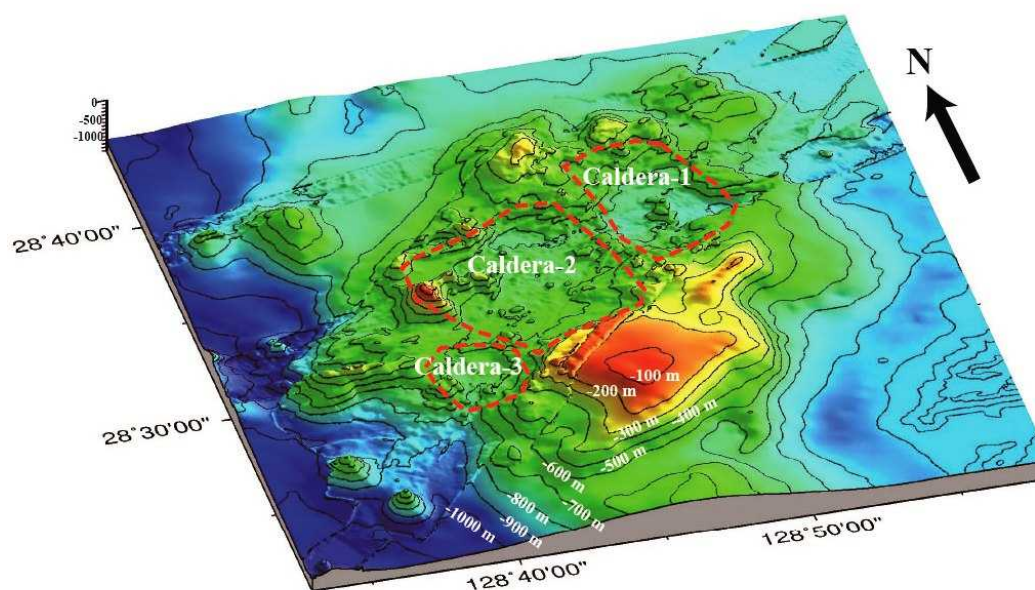 N
0
-500
-1000
Caldera-1
28°40'00"
Caldera-2
Caldera-3
-100 m
-200 m
28°30'00"
-300 m
-400 m
-500 m
-600 m
-700 m
-800 m
-900 m
-1000 m
128°50'00"
128°40'00"